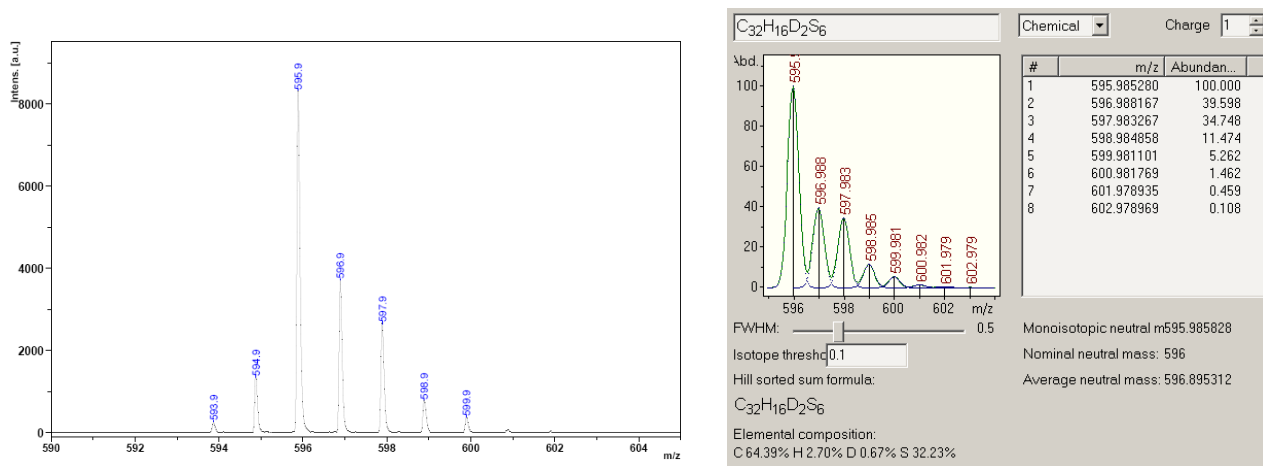 Intens. [a.u.]
8000
6000
4000
2000
0
593.9
594.9
595.9
596.9
597.9
598.9
599.9
590
592
594
596
598
600
602
604
m/z
C32H16D2S6
Chemical
Charge
1
Abd.
100
80
60
40
20
0
596.988
597.983
598.985
599.981
600.982
601.979
602.979
596
598
600
602
m/z
# m/z Abundan...
1 595.985280 100.000
2 596.988167 39.598
3 597.983267 34.748
4 598.984858 11.474
5 599.981101 5.262
6 600.981769 1.462
7 601.978935 0.459
8 602.978969 0.108
FWHM: 0.5
Isotope thresho 0.1
Hill sorted sum formula:
C32H16D2S6
Elemental composition:
C 64.39% H 2.70% D 0.67% S 32.23%
Monoisotopic neutral m595.985828
Nominal neutral mass: 596
Average neutral mass: 596.895312